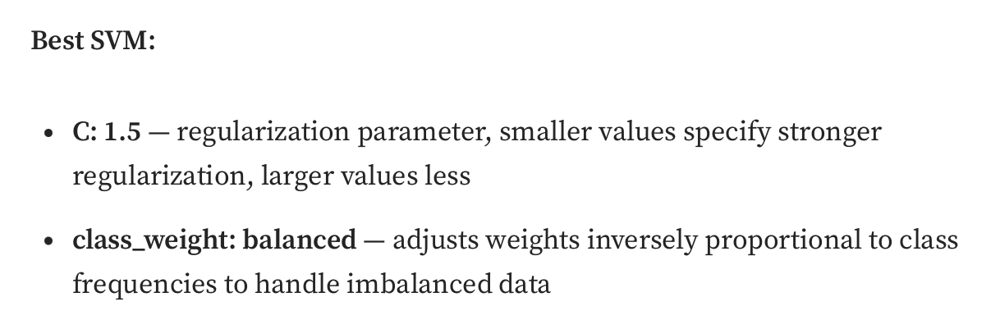 Best SVM:
• C: 1.5 — regularization parameter, smaller values specify stronger
regularization, larger values less
• class_weight: balanced — adjusts weights inversely proportional to class
frequencies to handle imbalanced data